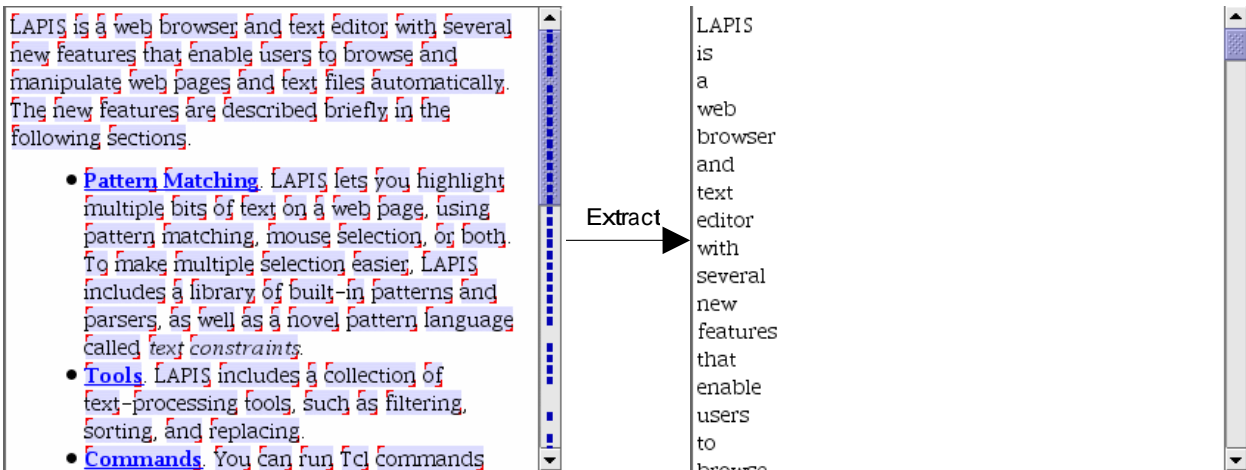 LAPIS is a web browser and text editor with several
new features that enable users to browse and
manipulate web pages and text files automatically.
The new features are described briefly in the
following sections.
• Pattern Matching. LAPIS lets you highlight
multiple bits of text on a web page, using
pattern matching, mouse selection, or both.
To make multiple selection easier, LAPIS
includes a library of built-in patterns and
parsers, as well as a novel pattern language
called text constraints.
• Tools. LAPIS includes a collection of
text-processing tools, such as filtering,
sorting, and replacing.
• Commands. You can run Tcl commands
Extract
LAPIS
is
a
web
browser
and
text
editor
with
several
new
features
that
enable
users
to
browse